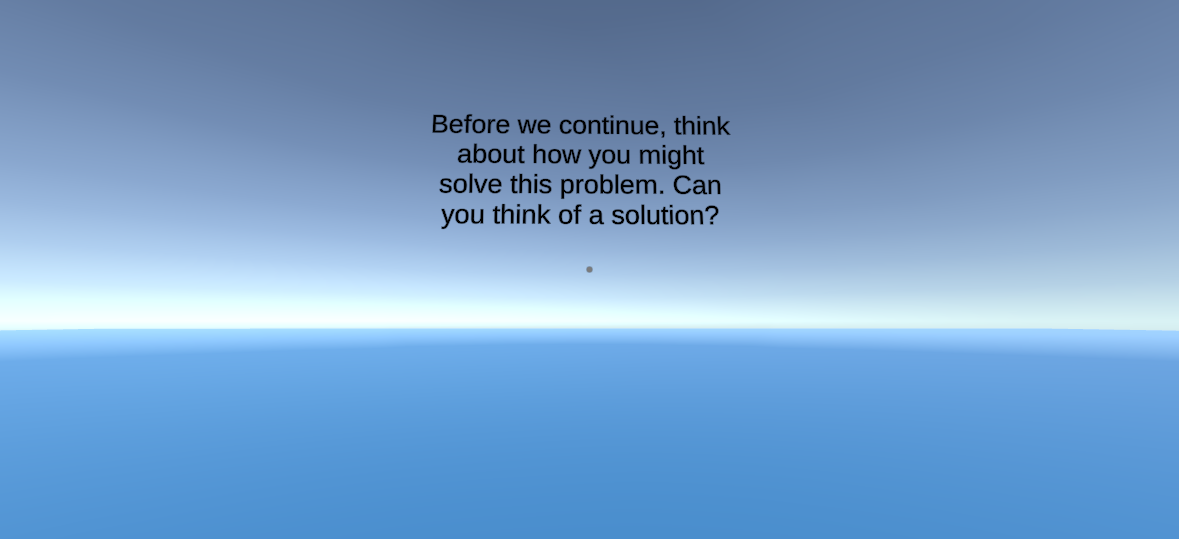 Before we continue, think
about how you might
solve this problem. Can
you think of a solution?